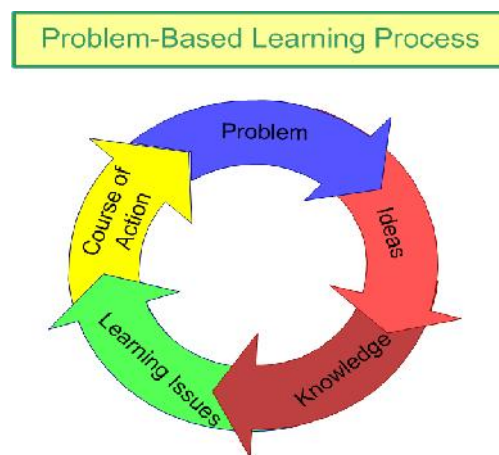 Problem-Based Learning Process
Problem
Ideas
Knowledge
Learning Issues
Course of
Action